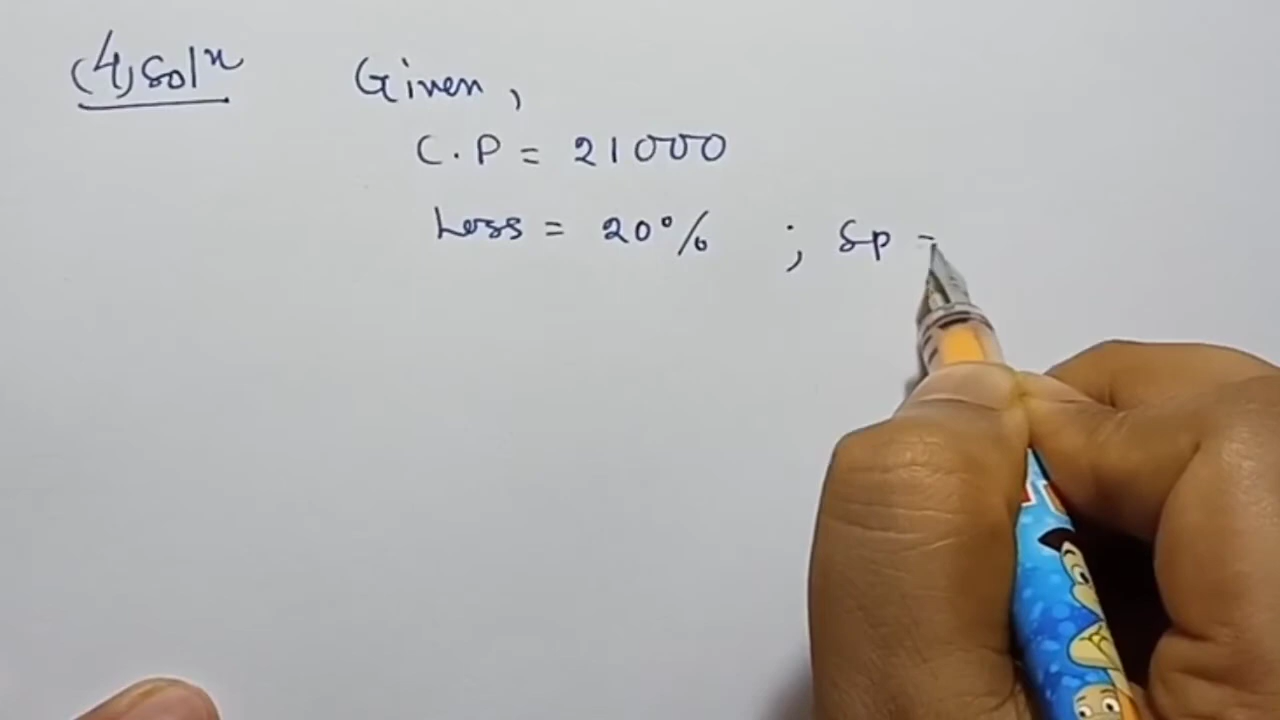 (4) Solⁿ Given,
C.P = 21000
Loss = 20% ; Sp =